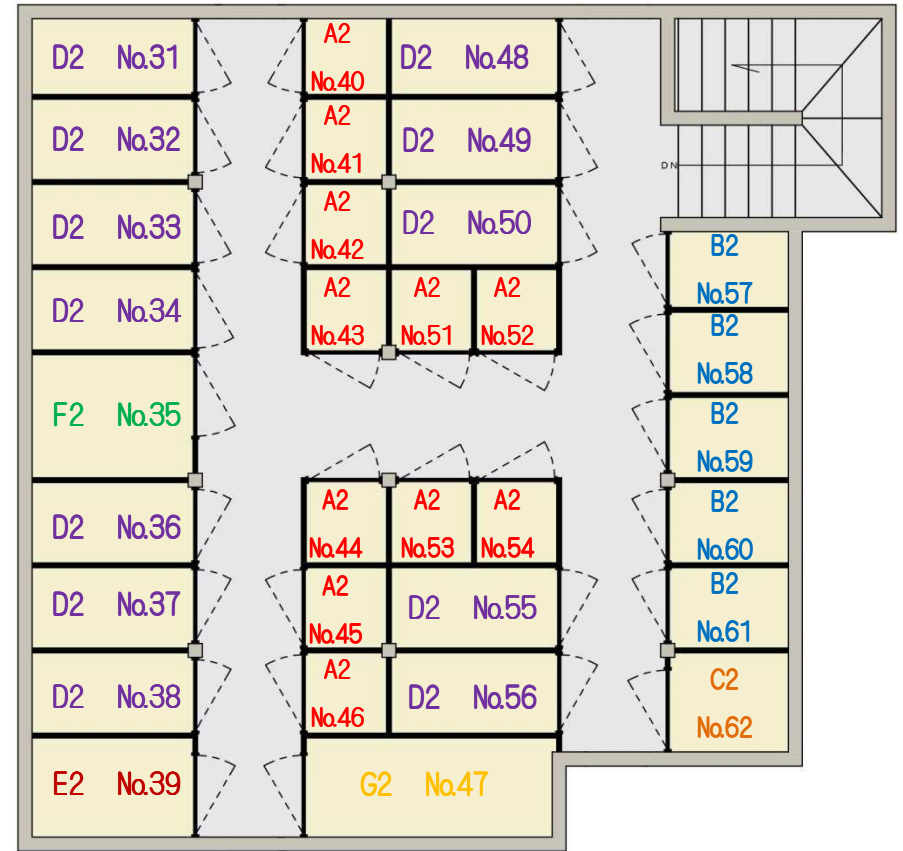 D2 No.31
D2 No.32
D2 No.33
D2 No.34
F2 No.35
D2 No.36
D2 No.37
D2 No.38
E2 No.39
A2
No.40
A2
No.41
A2
No.42
A2
No.43
A2
No.44
A2
No.45
A2
No.46
G2 No.47
D2 No.48
D2 No.49
D2 No.50
A2
No.51
A2
No.52
A2
No.53
A2
No.54
D2 No.55
D2 No.56
DN
B2
No.57
B2
No.58
B2
No.59
B2
No.60
B2
No.61
C2
No.62